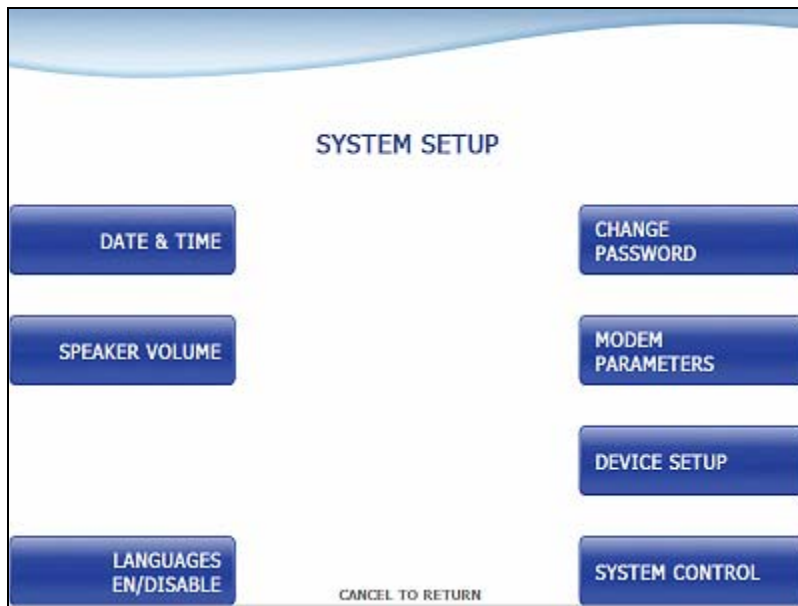 SYSTEM SETUP
DATE & TIME
CHANGE
PASSWORD
SPEAKER VOLUME
MODEM
PARAMETERS
DEVICE SETUP
LANGUAGES
EN/DISABLE
SYSTEM CONTROL
CANCEL TO RETURN